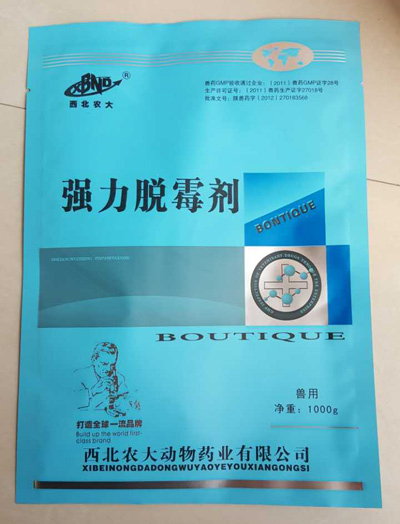 XBND®
西北农大
兽药GMP验收通过企业：（2011）兽药GMP证字28号
生产许可证号：（2011）兽药生产证字27018号
批准文号：陕兽药字（2012）270183568
强力脱霉剂
BONTIQUE
BOUTIQUE
兽用
净重：1000g
打造全球一流品牌
Build up the world first-
class brand
西北农大动物药业有限公司
XIBEINONGDADONGWUYAOYEYOUXIANGONGSI